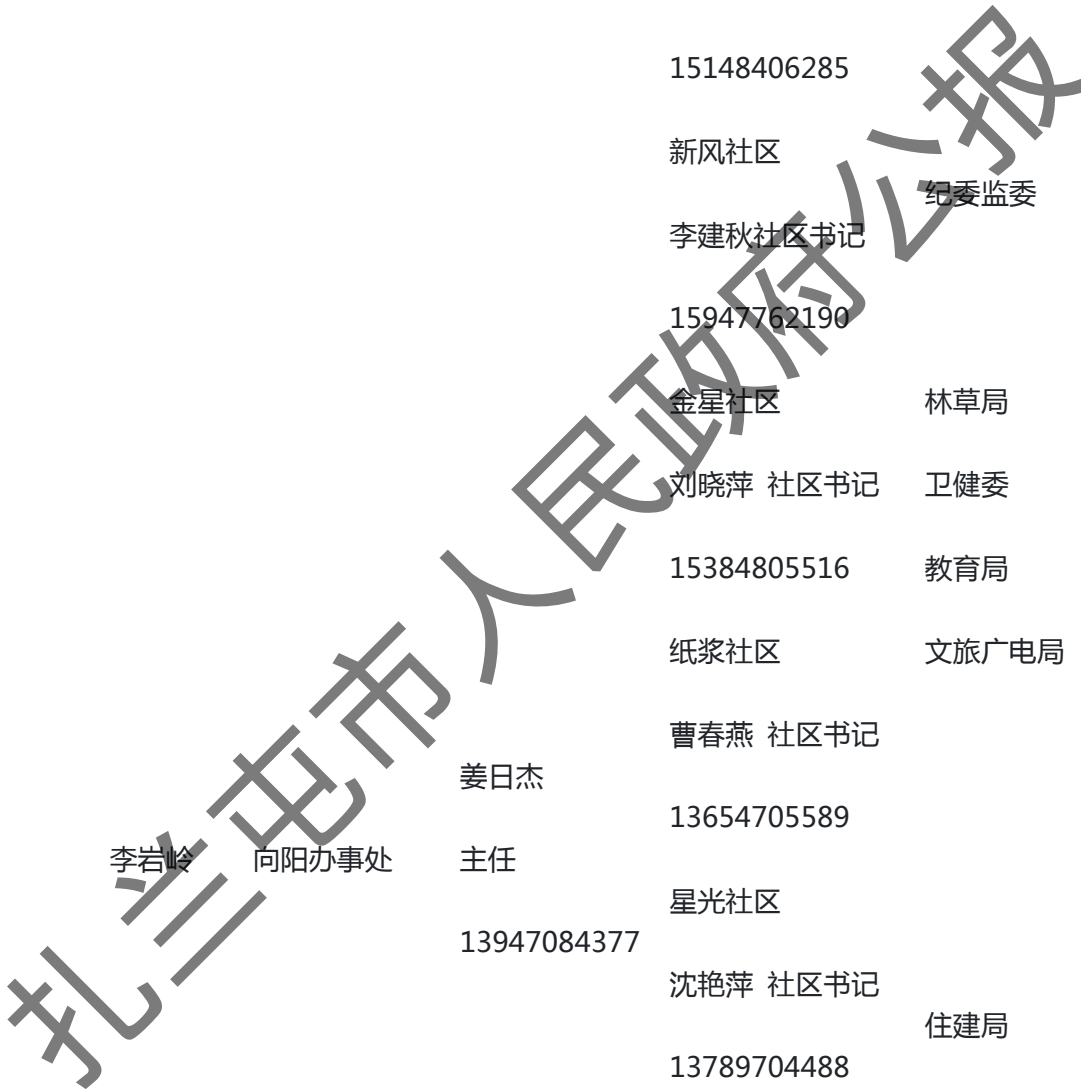 15148406285
新风社区
纪委监委
李建秋社区书记
15947762190
金星社区 林草局
刘晓萍 社区书记 卫健委
15384805516 教育局
纸浆社区 文旅广电局
曹春燕 社区书记
姜日杰
13654705589
李岩岭 向阳办事处 主任
星光社区
13947084377
沈艳萍 社区书记
住建局
13789704488
扎兰屯市人民政府公报